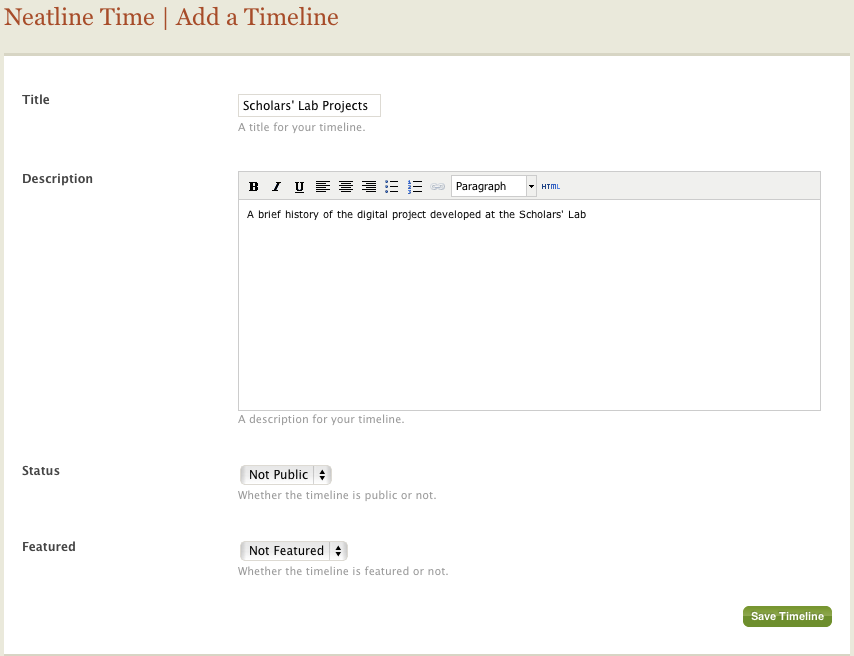 Neatline Time | Add a Timeline
Title
Scholars' Lab Projects
A title for your timeline.
Description
B I U Paragraph HTML
A brief history of the digital project developed at the Scholars' Lab
A description for your timeline.
Status
Not Public
Whether the timeline is public or not.
Featured
Not Featured
Whether the timeline is featured or not.
Save Timeline